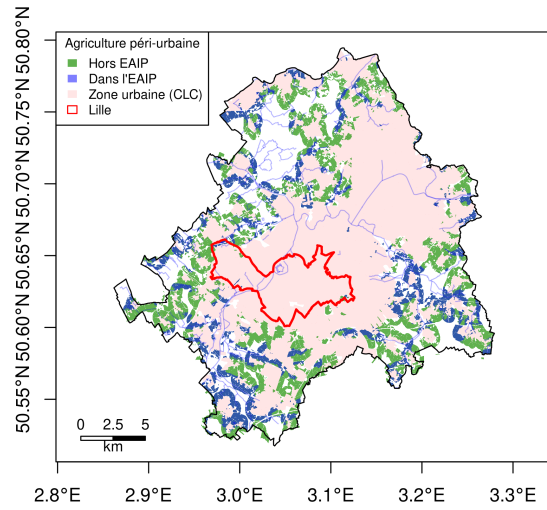 Agriculture péri-urbaine
Hors EAIP
Dans l'EAIP
Zone urbaine (CLC)
Lille
50.80°N
50.75°N
50.70°N
50.65°N
50.60°N
50.55°N
0 2.5 5
km
2.8°E 2.9°E 3.0°E 3.1°E 3.2°E 3.3°E